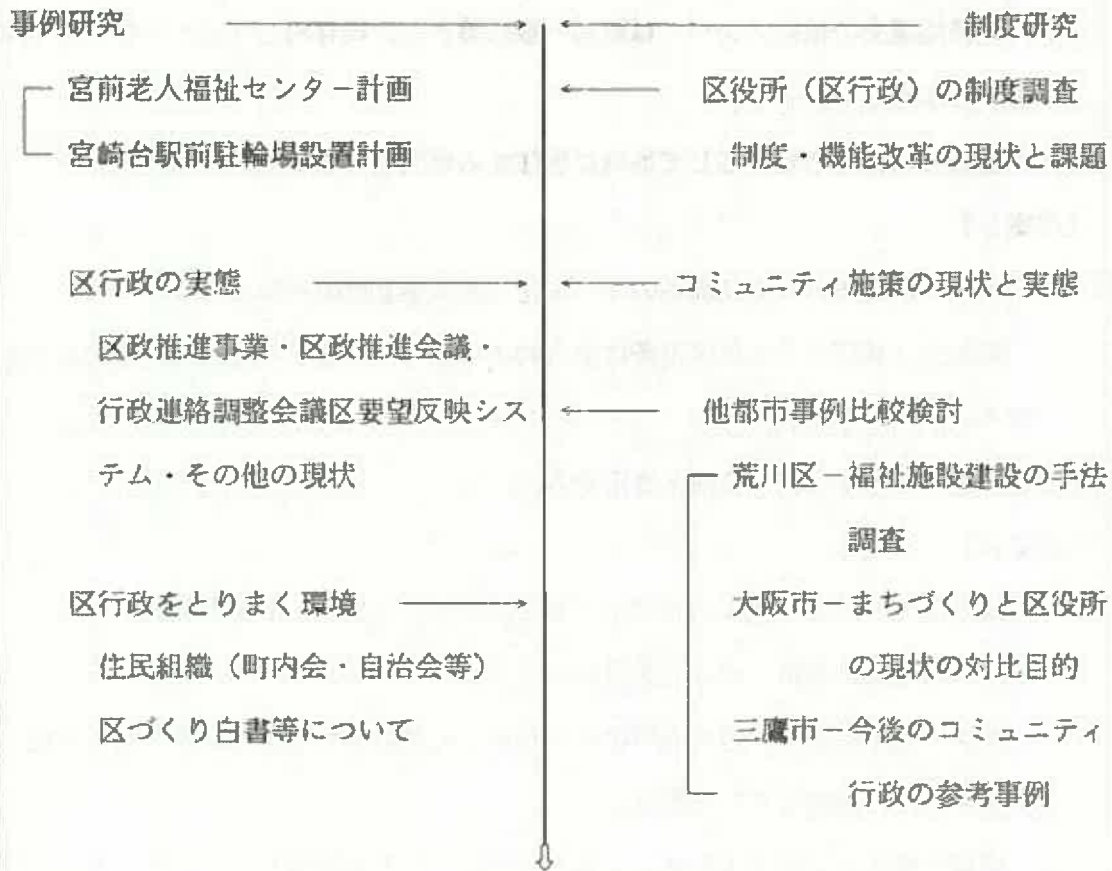 事例研究
制度研究
宮前老人福祉センター計画
区役所（区行政）の制度調査
宮崎台駅前駐輪場設置計画
制度・機能改革の現状と課題
区行政の実態
コミュニティ施策の現状と実態
区政推進事業・区政推進会議・
行政連絡調整会議区要望反映シス
他都市事例比較検討
テム・その他の現状
荒川区－福祉施設建設の手法
調査
区行政をとりまく環境
大阪市－まちづくりと区役所
住民組織（町内会・自治会等）
の現状の対比目的
区づくり白書等について
三鷹市－今後のコミュニティ
行政の参考事例